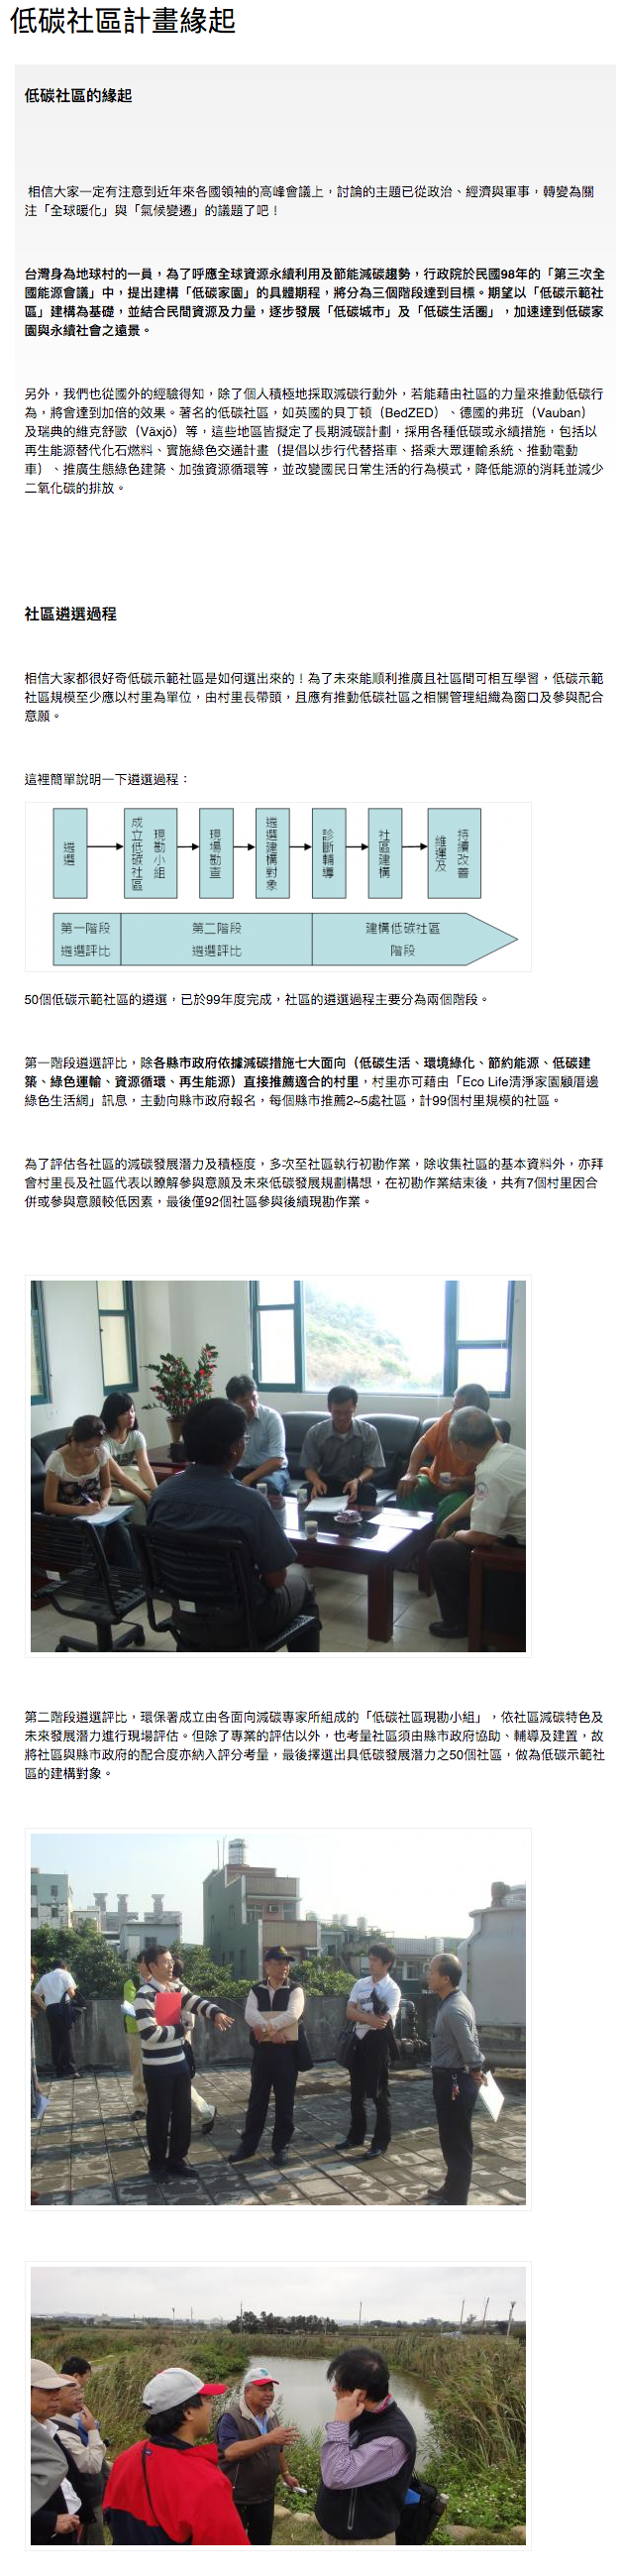 低碳社區計畫緣起
低碳社區的緣起
相信大家一定有注意到近年來各國領袖的高峰會議上，討論的主題已從政治、經濟與軍事，轉變為關
注「全球暖化」與「氣候變遷」的議題了吧！
台灣身為地球村的一員，為了呼應全球資源永續利用及節能減碳趨勢，行政院於民國98年的「第三次全
國能源會議」中，提出建構「低碳家園」的具體期程，將分為三個階段達到目標。期望以「低碳示範社
區」建構為基礎，並結合民間資源及力量，逐步發展「低碳城市」及「低碳生活圈」，加速達到低碳家
園與永續社會之遠景。
另外，我們也從國外的經驗得知，除了個人積極地採取減碳行動外，若能藉由社區的力量來推動低碳行
為，將會達到加倍的效果。著名的低碳社區，如英國的貝丁頓（BedZED）、德國的弗班（Vauban）
及瑞典的維克舒歐（Växjö）等，這些地區皆擬定了長期減碳計劃，採用各種低碳或永續措施，包括以
再生能源替代化石燃料、實施綠色交通計畫（提倡以步行代替搭車、搭乘大眾運輸系統、推動電動
車）、推廣生態綠色建築、加強資源循環等，並改變國民日常生活的行為模式，降低能源的消耗並減少
二氧化碳的排放。
社區遴選過程
相信大家都很好奇低碳示範社區是如何選出來的！為了未來能順利推廣且社區間可相互學習，低碳示範
社區規模至少應以村里為單位，由村里長帶頭，且應有推動低碳社區之相關管理組織為窗口及參與配合
意願。
這裡簡單說明一下遴選過程：
遴選
成立低碳社區
現勘小組
現場勘查
遴選建構對象
診斷輔導
社區建構
維運及
持續改善
第一階段
遴選評比
第二階段
遴選評比
建構低碳社區
階段
50個低碳示範社區的遴選，已於99年度完成，社區的遴選過程主要分為兩個階段。
第一階段遴選評比，除各縣市政府依據減碳措施七大面向（低碳生活、環境綠化、節約能源、低碳建
築、綠色運輸、資源循環、再生能源）直接推薦適合的村里，村里亦可藉由「Eco Life清淨家園顧厝邊
綠色生活網」訊息，主動向縣市政府報名，每個縣市推薦2~5處社區，計99個村里規模的社區。
為了評估各社區的減碳發展潛力及積極度，多次至社區執行初勘作業，除收集社區的基本資料外，亦拜
會村里長及社區代表以瞭解參與意願及未來低碳發展規劃構想，在初勘作業結束後，共有7個村里因合
併或參與意願較低因素，最後僅92個社區參與後續現勘作業。
第二階段遴選評比，環保署成立由各面向減碳專家所組成的「低碳社區現勘小組」，依社區減碳特色及
未來發展潛力進行現場評估。但除了專業的評估以外，也考量社區須由縣市政府協助、輔導及建置，故
將社區與縣市政府的配合度亦納入評分考量，最後擇選出具低碳發展潛力之50個社區，做為低碳示範社
區的建構對象。